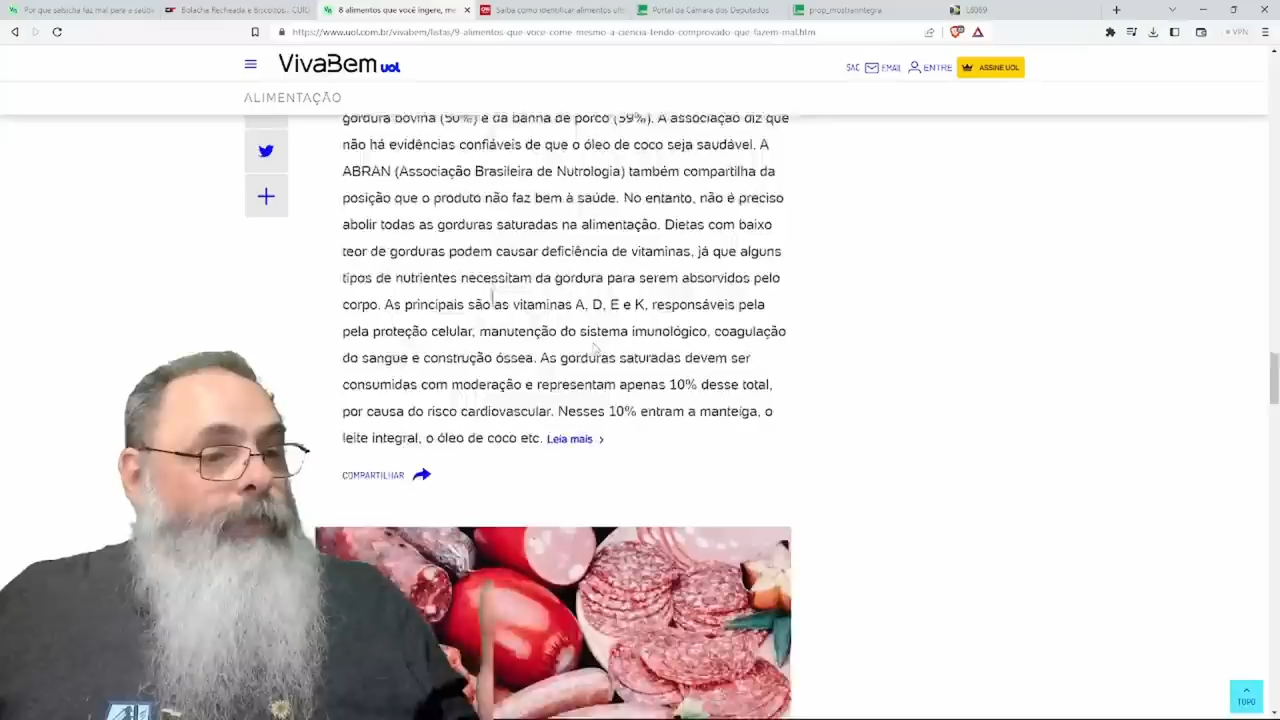 Por que salsicha faz mal para a saúd
Bolacha Recheada e Biscoitos... CUID
8 alimentos que você ingere, me
Saiba como identificar alimentos ult
Portal da Câmara dos Deputados
prop_mostrarintegra
L8069
https://www.uol.com.br/vivabem/listas/9-alimentos-que-voce-come-mesmo-a-ciencia-tendo-comprovado-que-fazem-mal.htm
VPN
VivaBem uol
SAC EMAIL ENTRE ASSINE UOL
ALIMENTAÇÃO
gordura bovina (50%) e da banha de porco (39%). A associação diz que
não há evidências confiáveis de que o óleo de coco seja saudável. A
ABRAN (Associação Brasileira de Nutrologia) também compartilha da
posição que o produto não faz bem à saúde. No entanto, não é preciso
abolir todas as gorduras saturadas na alimentação. Dietas com baixo
teor de gorduras podem causar deficiência de vitaminas, já que alguns
tipos de nutrientes necessitam da gordura para serem absorvidos pelo
corpo. As principais são as vitaminas A, D, E e K, responsáveis pela
pela proteção celular, manutenção do sistema imunológico, coagulação
do sangue e construção óssea. As gorduras saturadas devem ser
consumidas com moderação e representam apenas 10% desse total,
por causa do risco cardiovascular. Nesses 10% entram a manteiga, o
leite integral, o óleo de coco etc. Leia mais
COMPARTILHAR
TOPO